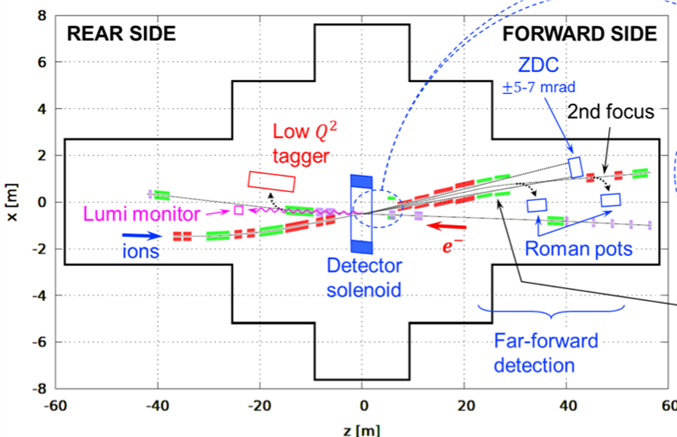 REAR SIDE
FORWARD SIDE
ZDC
±5-7 mrad
2nd focus
Low Q²
tagger
Lumi monitor
ions
Detector
solenoid
e⁻
Roman pots
Far-forward
detection
8
6
4
2
0
-2
-4
-6
-8
x [m]
-60 -40 -20 0 20 40 60
z [m]